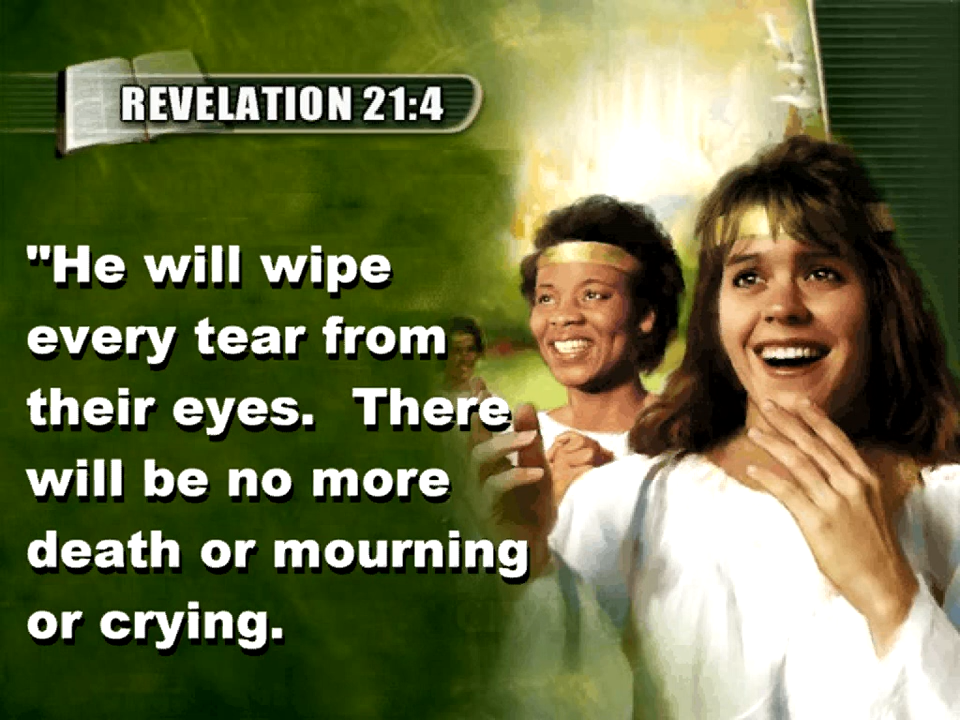 REVELATION 21:4
"He will wipe
every tear from
their eyes.  There
will be no more
death or mourning
or crying.